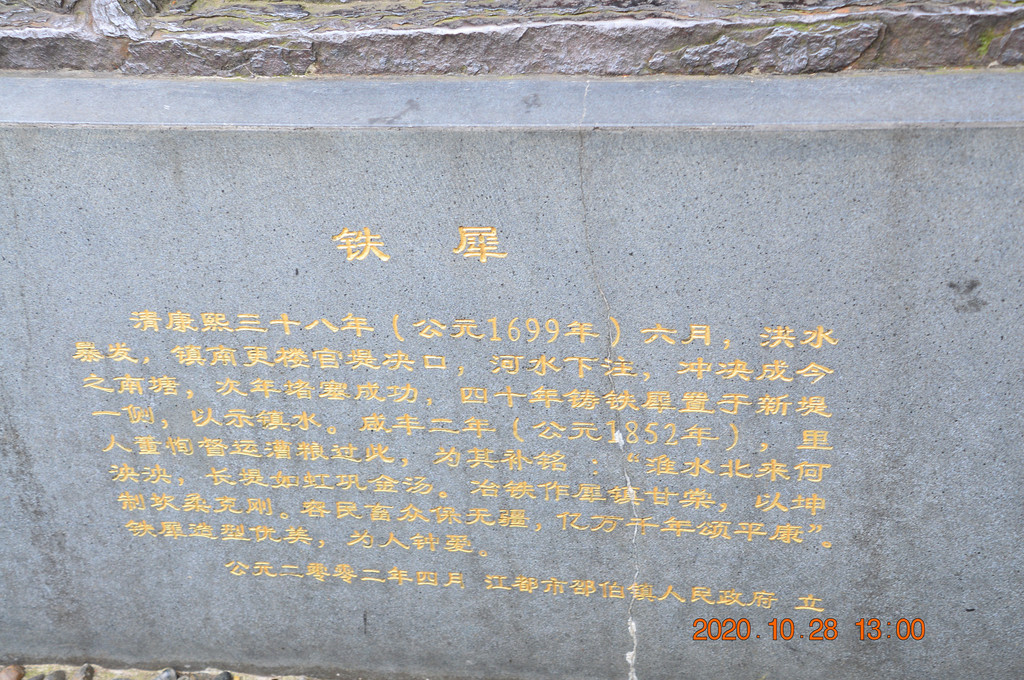 铁 犀
清康熙三十八年(公元1699年)六月,洪水
暴发,镇南更楼官堤决口,河水下注,冲决成今
之南塘,次年堵塞成功,四十年铸铁犀置于新堤
一侧,以示镇水。咸丰二年(公元1852年),里
人董恂督运漕粮过此,为其补铭:“淮水北来何
泱泱,长堤如虹巩金汤。冶铁作犀镇甘棠,以坤
制坎柔克刚。容民畜众保无疆,亿万千年颂平康”。
铁犀造型优美,为人钟爱。
公元二零零二年四月 江都市邵伯镇人民政府 立
2020.10.28 13:00